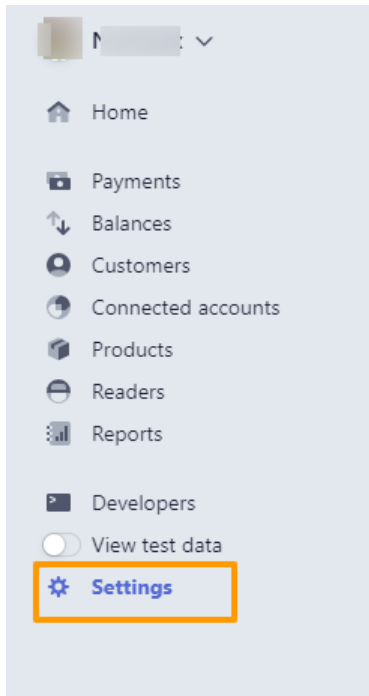 Home
Payments
Balances
Customers
Connected accounts
Products
Readers
Reports
Developers
View test data
Settings